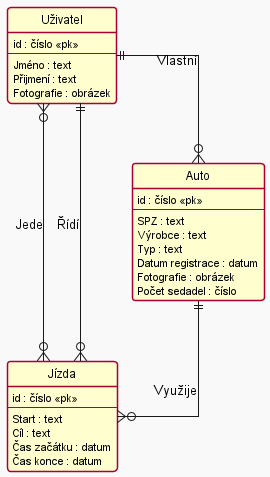 Uživatel
id : číslo «pk»
Jméno : text
Přijmení : text
Fotografie : obrázek
Vlastní
Auto
id : číslo «pk»
SPZ : text
Výrobce : text
Typ : text
Datum registrace : datum
Fotografie : obrázek
Počet sedadel : číslo
Jede
Řídí
Využije
Jízda
id : číslo «pk»
Start : text
Cíl : text
Čas začátku : datum
Čas konce : datum